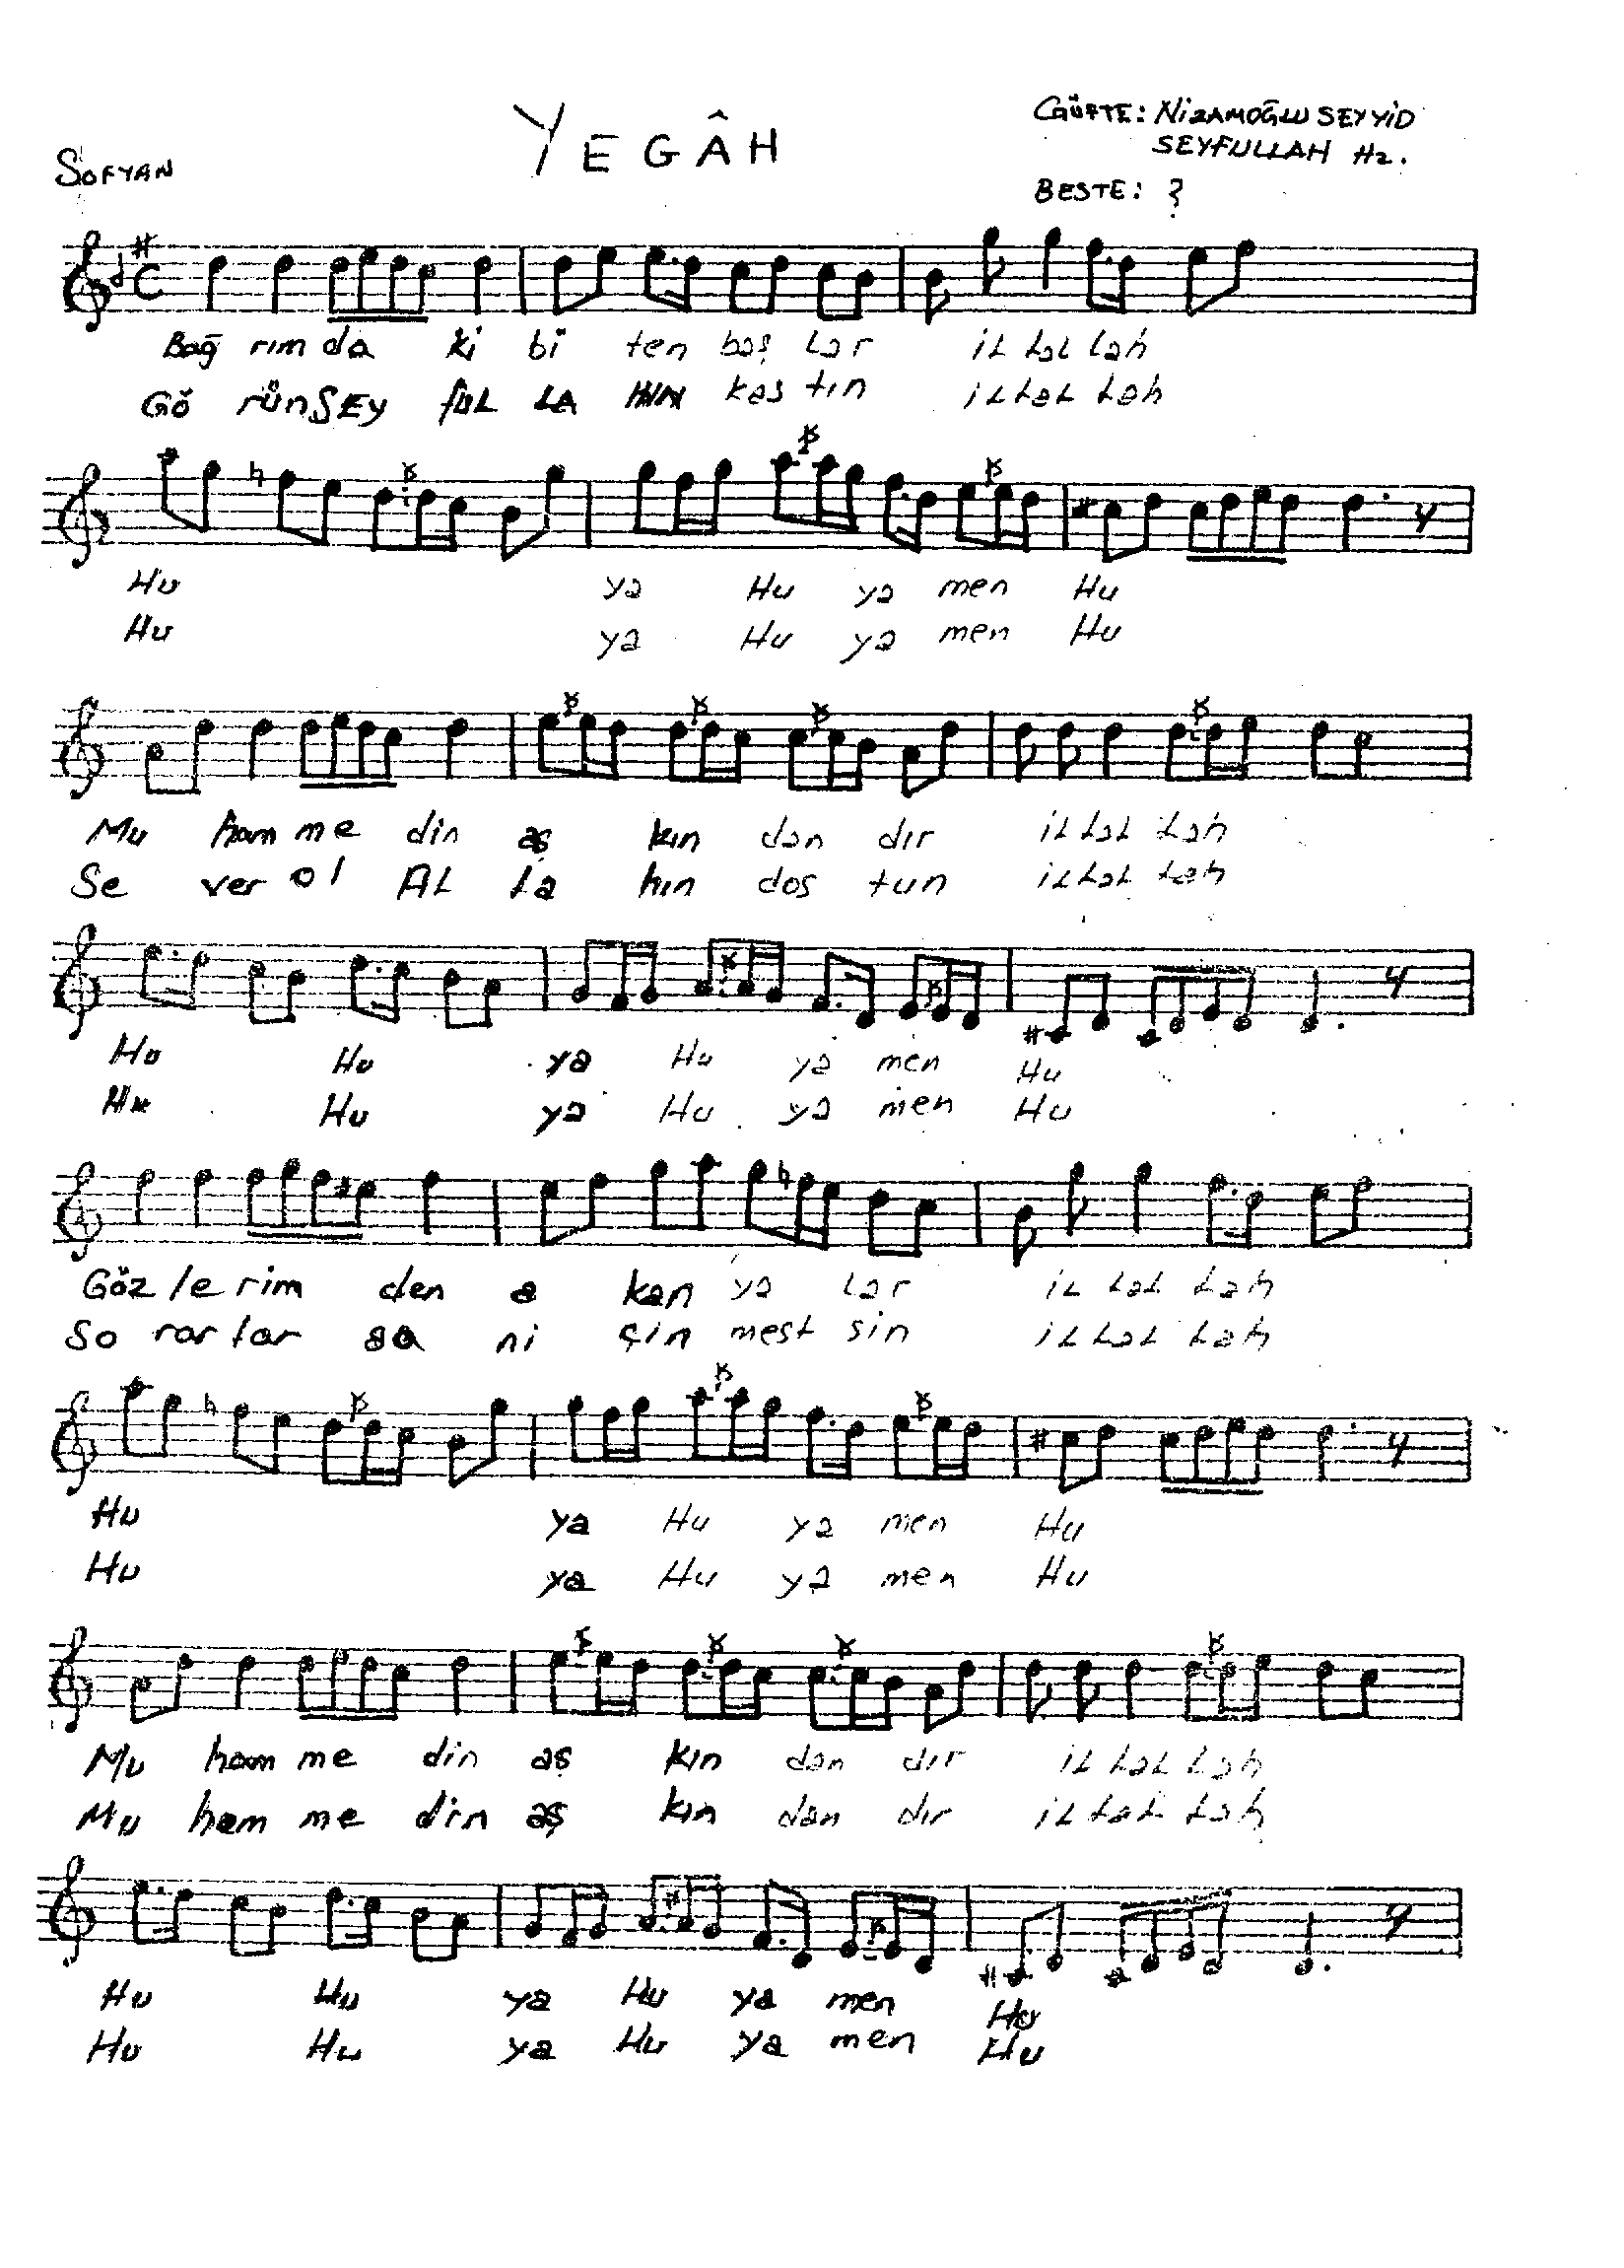 YEGÂH
SOFYAN
GÜFTE: NİZAMOĞLU SEYYİD
SEYFULLAH Hz.
BESTE: ?
Bağ rım da ki bi ten baş lar il lal lah
Gö rün SEY fUL LA HIN kas tın il lal lah
Hu ya Hu ya men Hu
Hu ya Hu ya men Hu
Mu ham me din aş kın dan dır il lal lah
Se ver ol AL la hın dos tun il lal lah
Hu Hu ya Hu ya men Hu
Hu Hu ya Hu ya men Hu
Göz le rim den a kan ya lar il lal lah
So rar lar sa ni çin mest sin il lal lah
Hu ya Hu ya men Hu
Hu ya Hu ya men Hu
Mu ham me din aş kın dan dır il lal lah
Mu ham me din aş kın dan dır il lal lah
Hu Hu ya Hu ya men Hu
Hu Hu ya Hu ya men Hu